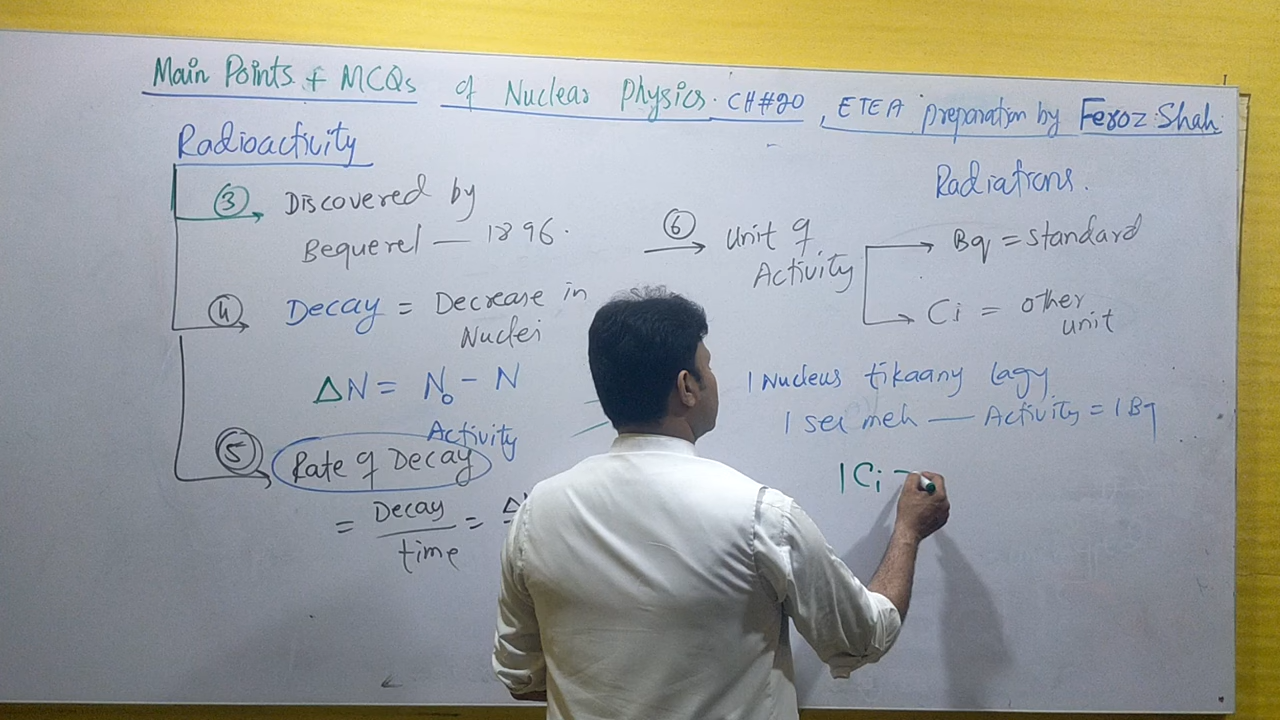 Main Points + MCQs of Nuclear Physics. CH#20, ETEA preparation by Feroz Shah
Radioactivity
③ Discovered by
Bequerel — 1896.
④ Decay = Decrease in
Nuclei
ΔN = N₀ - N
Activity
⑤ Rate of Decay
= Decay/time =
Radiations.
⑥ Unit of
Activity
Bq = standard
Ci = other
unit
1 Nucleus tikaany lagy
1 sec meh — Activity = 1 Bq
1 Ci =